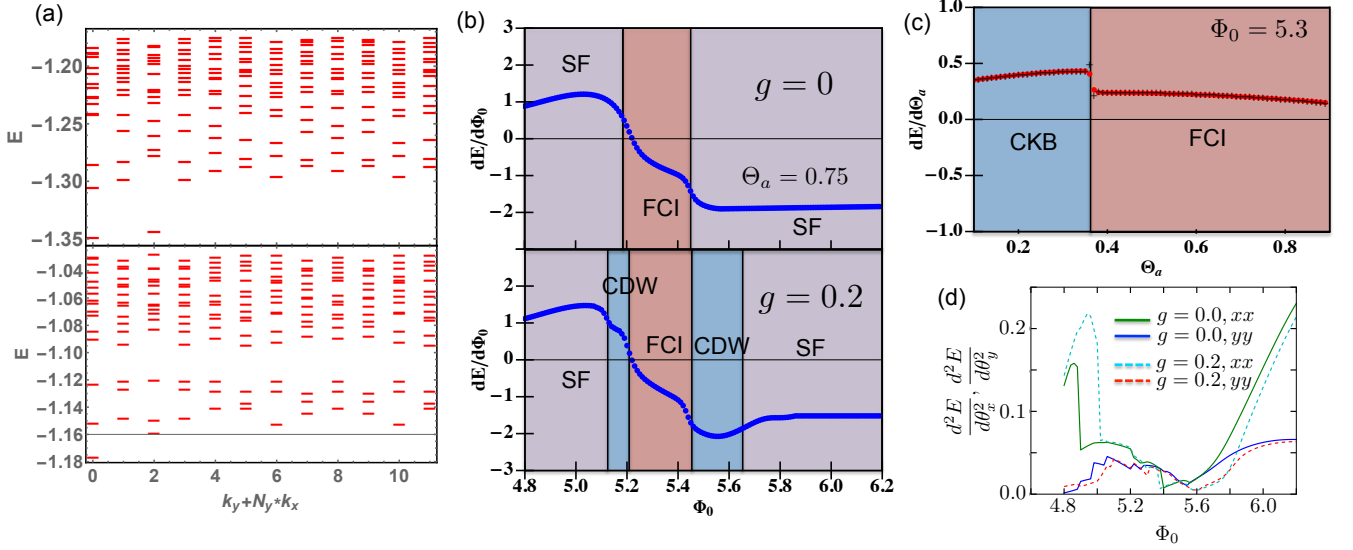 (a)
−1.20
−1.25
−1.30
−1.35
E
−1.04
−1.06
−1.08
−1.10
−1.12
−1.14
−1.16
−1.18
E
0 2 4 6 8 10
k_y+N_y*k_x
(b)
3
2
1
0
−1
−2
dE/dΦ₀
SF
g = 0
Θ_a = 0.75
FCI
SF
2
1
0
−1
−2
−3
dE/dΦ₀
CDW
g = 0.2
FCI
CDW
SF
SF
4.8 5.0 5.2 5.4 5.6 5.8 6.0 6.2
Φ₀
(c)
Φ₀ = 5.3
1.0
0.5
0.0
−0.5
−1.0
dE/dΘ_a
CKB
FCI
0.2 0.4 0.6 0.8
Θ_a
(d)
d²E/dθ_x², d²E/dθ_y²
0.2
0.1
0.0
g = 0.0, xx
g = 0.0, yy
g = 0.2, xx
g = 0.2, yy
4.8 5.2 5.6 6.0
Φ₀